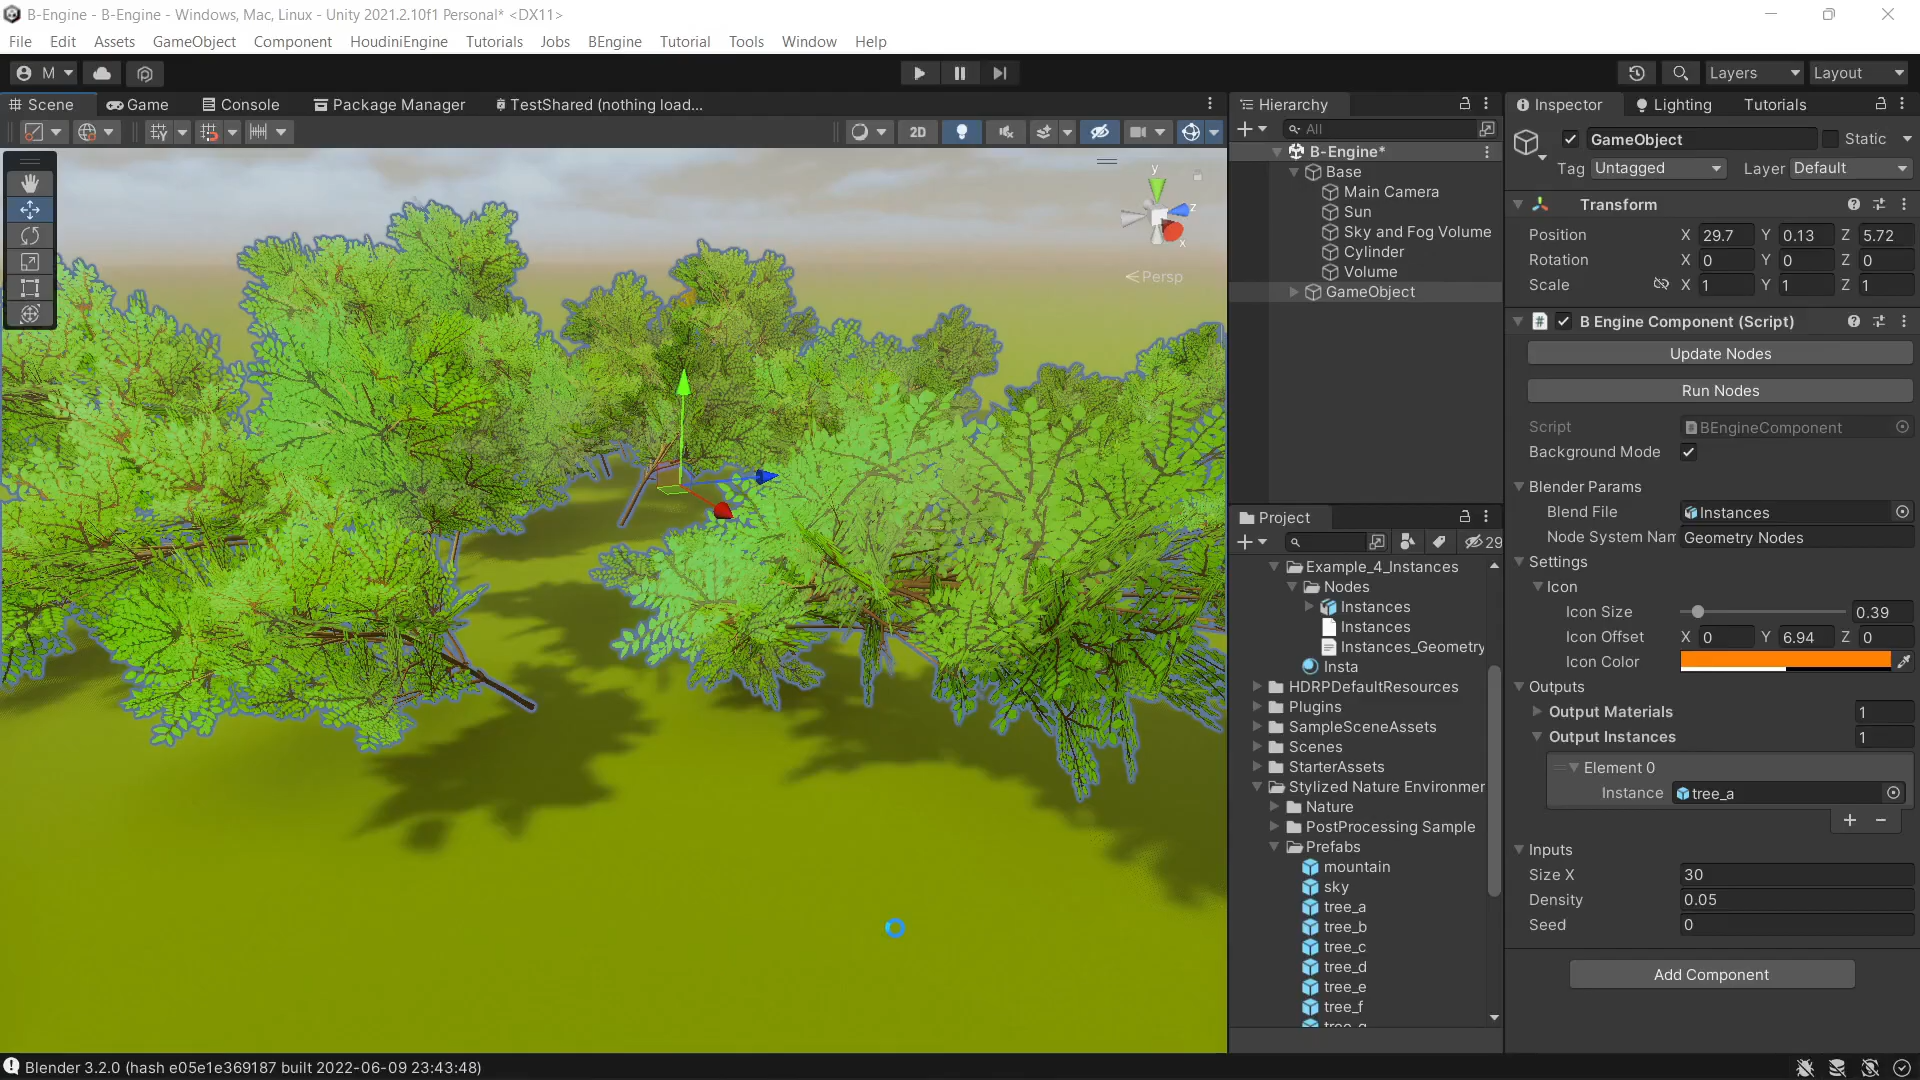 B-Engine - B-Engine - Windows, Mac, Linux - Unity 2021.2.10f1 Personal* <DX11>
File Edit Assets GameObject Component HoudiniEngine Tutorials Jobs BEngine Tutorial Tools Window Help
M Layers Layout
Scene Game Console Package Manager TestShared (nothing load...
2D
y
z
x
Persp
Hierarchy
All
B-Engine*
Base
Main Camera
Sun
Sky and Fog Volume
Cylinder
Volume
GameObject
Project
29
Example_4_Instances
Nodes
Instances
Instances
Instances_Geometry
Insta
HDRPDefaultResources
Plugins
SampleSceneAssets
Scenes
StarterAssets
Stylized Nature Environmer
Nature
PostProcessing Sample
Prefabs
mountain
sky
tree_a
tree_b
tree_c
tree_d
tree_e
tree_f
Inspector Lighting Tutorials
GameObject Static
Tag Untagged Layer Default
Transform
Position X 29.7 Y 0.13 Z 5.72
Rotation X 0 Y 0 Z 0
Scale X 1 Y 1 Z 1
# B Engine Component (Script)
Update Nodes
Run Nodes
Script BEngineComponent
Background Mode
Blender Params
Blend File Instances
Node System Nam Geometry Nodes
Settings
Icon
Icon Size 0.39
Icon Offset X 0 Y 6.94 Z 0
Icon Color
Outputs
Output Materials 1
Output Instances 1
Element 0
Instance tree_a
Inputs
Size X 30
Density 0.05
Seed 0
Add Component
Blender 3.2.0 (hash e05e1e369187 built 2022-06-09 23:43:48)